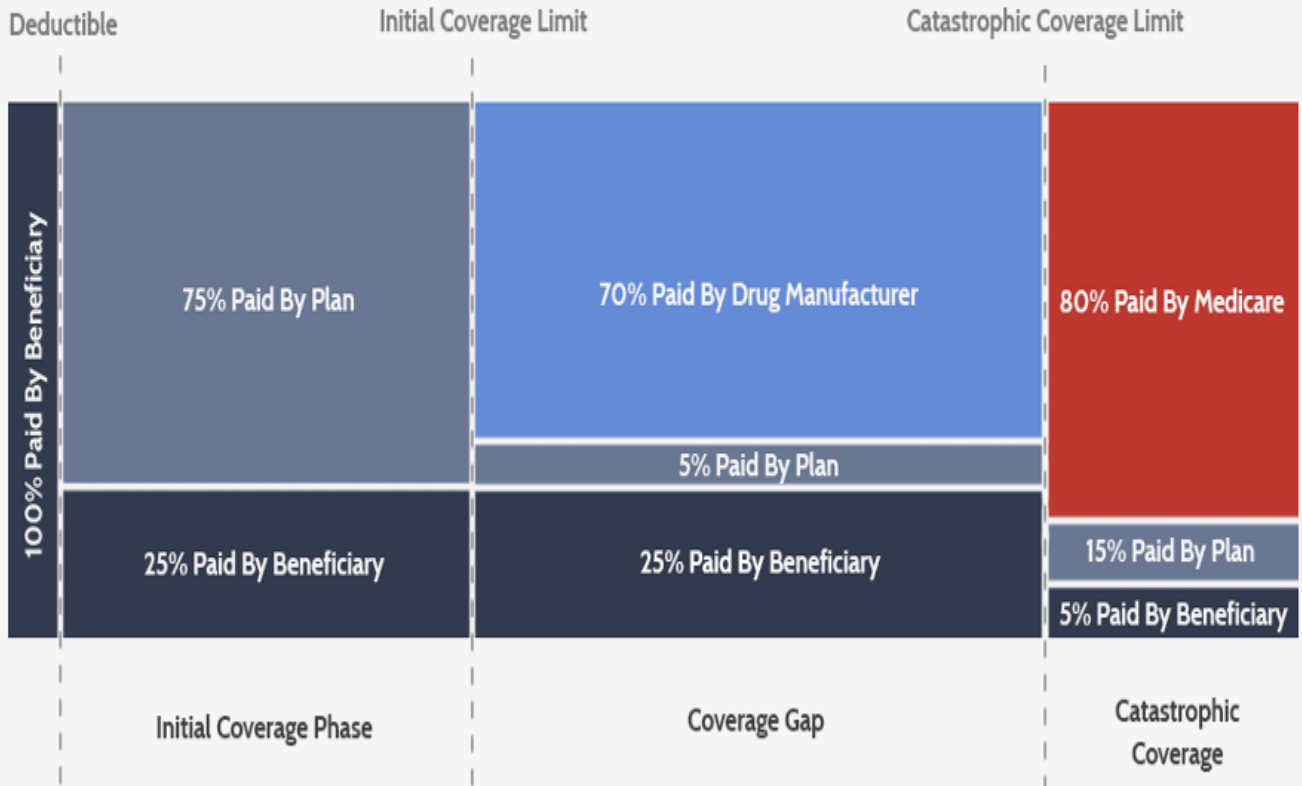 Deductible
Initial Coverage Limit
Catastrophic Coverage Limit
100% Paid By Beneficiary
75% Paid By Plan
25% Paid By Beneficiary
70% Paid By Drug Manufacturer
5% Paid By Plan
25% Paid By Beneficiary
80% Paid By Medicare
15% Paid By Plan
5% Paid By Beneficiary
Initial Coverage Phase
Coverage Gap
Catastrophic
Coverage